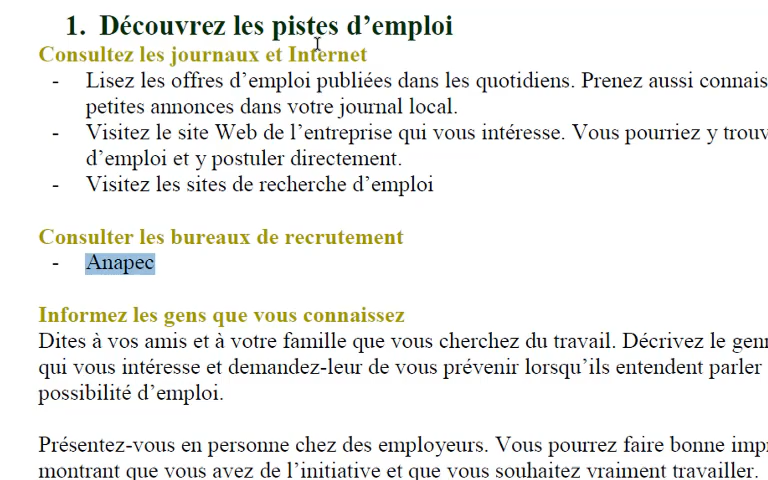 1. Découvrez les pistes d’emploi
Consultez les journaux et Internet
- Lisez les offres d’emploi publiées dans les quotidiens. Prenez aussi connais
petites annonces dans votre journal local.
- Visitez le site Web de l’entreprise qui vous intéresse. Vous pourriez y trouv
d’emploi et y postuler directement.
- Visitez les sites de recherche d’emploi
Consulter les bureaux de recrutement
- Anapec
Informez les gens que vous connaissez
Dites à vos amis et à votre famille que vous cherchez du travail. Décrivez le genr
qui vous intéresse et demandez-leur de vous prévenir lorsqu’ils entendent parler
possibilité d’emploi.
Présentez-vous en personne chez des employeurs. Vous pourrez faire bonne impr
montrant que vous avez de l’initiative et que vous souhaitez vraiment travailler.